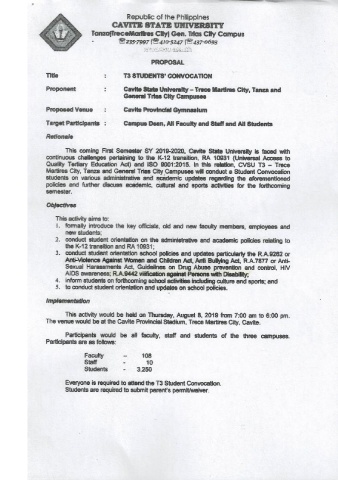 Republic of the Philippines
CAVITE STATE UNIVERSITY
Tanza(TreceMartires City) Gen. Trias City Campus
☎235-7997 (☎410-5247 (☎437-0693
PROPOSAL
Title : T3 STUDENTS' CONVOCATION
Proponent : Cavite State University – Trece Martires City, Tanza and
General Trias City Campuses
Proposed Venue : Cavite Provincial Gymnasium
Target Participants : Campus Dean, All Faculty and Staff and All Students
Rationale
This coming First Semester SY 2019-2020, Cavite State University is faced with
continuous challenges pertaining to the K-12 transition, RA 10931 (Universal Access to
Quality Tertiary Education Act) and ISO 9001:2015. In this relation, CVSU T3 – Trece
Martires City, Tanza and General Trias City Campuses will conduct a Student Convocation
students on various administrative and academic updates regarding the aforementioned
policies and further discuss academic, cultural and sports activities for the forthcoming
semester.
Objectives
This activity aims to:
1. formally introduce the key officials, old and new faculty members, employees and
new students;
2. conduct student orientation on the administrative and academic policies relating to
the K-12 transition and RA 10931;
3. conduct student orientation school policies and updates particularly the R.A.9262 or
Anti-Violence Against Women and Children Act, Anti Bullying Act, R.A.7877 or Anti-
Sexual Harassments Act, Guidelines on Drug Abuse prevention and control, HIV
AIDS awareness; R.A.9442 vilification against Persons with Disability;
4. inform students on forthcoming school activities including culture and sports; and
5. to conduct student orientation and updates on school policies.
Implementation
This activity would be held on Thursday, August 8, 2019 from 7:00 am to 6:00 pm.
The venue would be at the Cavite Provincial Stadium, Trece Martires City, Cavite.
Participants would be all faculty, staff and students of the three campuses.
Participants are as follows:
Faculty – 108
Staff – 10
Students – 3,250
Everyone is required to attend the T3 Student Convocation.
Students are required to submit parent's permit/waiver.